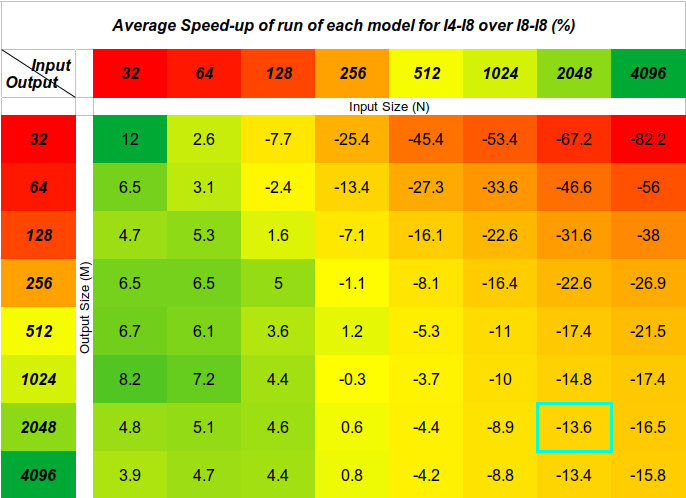 Average Speed-up of run of each model for I4-I8 over I8-I8 (%)
Input
Output
32 64 128 256 512 1024 2048 4096
Input Size (N)
Output Size (M)
32 12 2.6 -7.7 -25.4 -45.4 -53.4 -67.2 -82.2
64 6.5 3.1 -2.4 -13.4 -27.3 -33.6 -46.6 -56
128 4.7 5.3 1.6 -7.1 -16.1 -22.6 -31.6 -38
256 6.5 6.5 5 -1.1 -8.1 -16.4 -22.6 -26.9
512 6.7 6.1 3.6 1.2 -5.3 -11 -17.4 -21.5
1024 8.2 7.2 4.4 -0.3 -3.7 -10 -14.8 -17.4
2048 4.8 5.1 4.6 0.6 -4.4 -8.9 -13.6 -16.5
4096 3.9 4.7 4.4 0.8 -4.2 -8.8 -13.4 -15.8